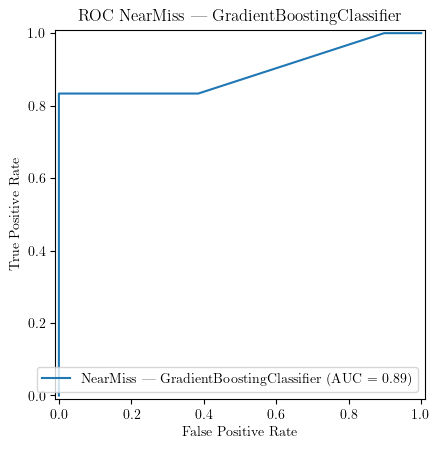 ROC NearMiss — GradientBoostingClassifier
1.0
0.8
0.6
0.4
0.2
0.0
True Positive Rate
NearMiss — GradientBoostingClassifier (AUC = 0.89)
0.0 0.2 0.4 0.6 0.8 1.0
False Positive Rate